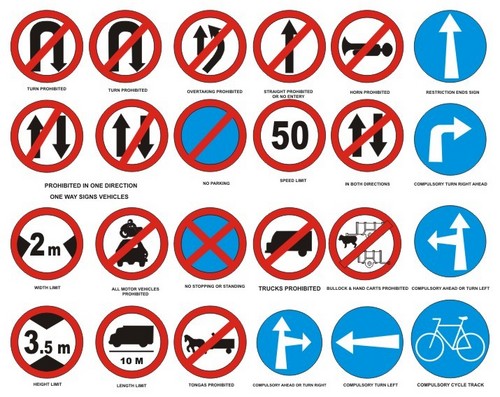 TURN PROHIBITED
TURN PROHIBITED
OVERTAKING PROHIBITED
STRAIGHT PROHIBITED
OR NO ENTERY
HORN PROHIBITED
RESTRICTION ENDS SIGN
50
PROHIBITED IN ONE DIRECTION
ONE WAY SIGNS VEHICLES
NO PARKING
SPEED LIMIT
IN BOTH DIRECTIONS
COMPULSORY TURN RIGHT AHEAD
2 m
WIDTH LIMIT
ALL MOTOR VEHICLES
PROHIBITED
NO STOPPING OR STANDING
TRUCKS PROHIBITED
BULLOCK & HAND CARTS PROHIBITED
COMPULSORY AHEAD OR TURN LEFT
3.5 m
10 M
HEIGHT LIMIT
LENGTH LIMIT
TONGAS PROHIBITED
COMPULSORY AHEAD OR TURN RIGHT
COMPULSORY TURN LEFT
COMPULSORY CYCLE TRACK